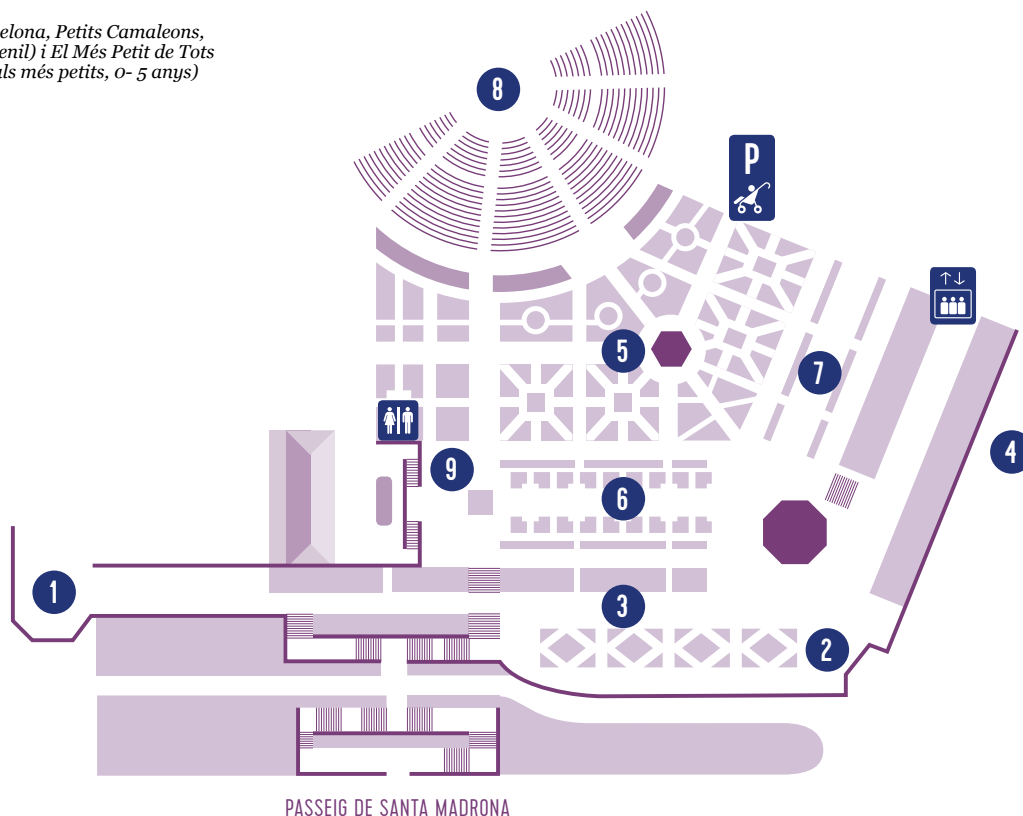 elona, Petits Camaleons,
enil) i El Més Petit de Tots
als més petits, 0- 5 anys)
8
P
5
7
4
9
6
1
3
2
PASSEIG DE SANTA MADRONA